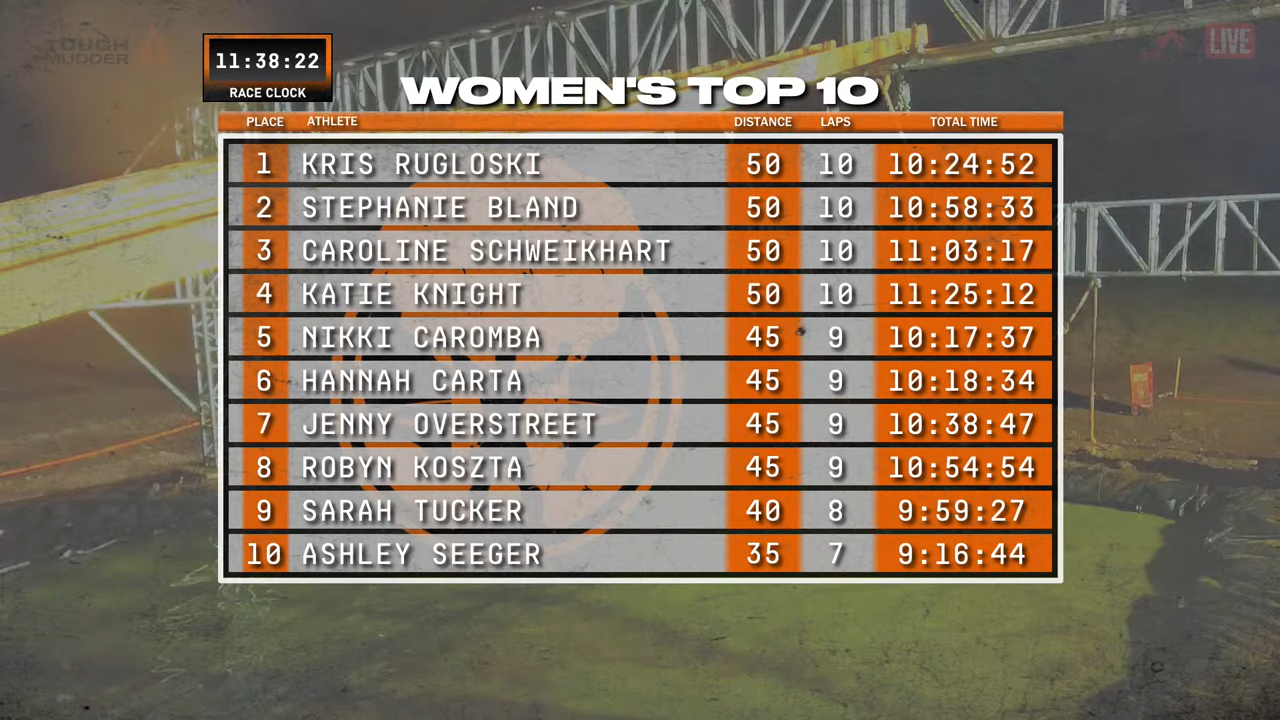 TOUGH
MUDDER
LIVE
11:38:22
RACE CLOCK
WOMEN'S TOP 10
PLACE ATHLETE DISTANCE LAPS TOTAL TIME
1 KRIS RUGLOSKI 50 10 10:24:52
2 STEPHANIE BLAND 50 10 10:58:33
3 CAROLINE SCHWEIKHART 50 10 11:03:17
4 KATIE KNIGHT 50 10 11:25:12
5 NIKKI CAROMBA 45 9 10:17:37
6 HANNAH CARTA 45 9 10:18:34
7 JENNY OVERSTREET 45 9 10:38:47
8 ROBYN KOSZTA 45 9 10:54:54
9 SARAH TUCKER 40 8 9:59:27
10 ASHLEY SEEGER 35 7 9:16:44